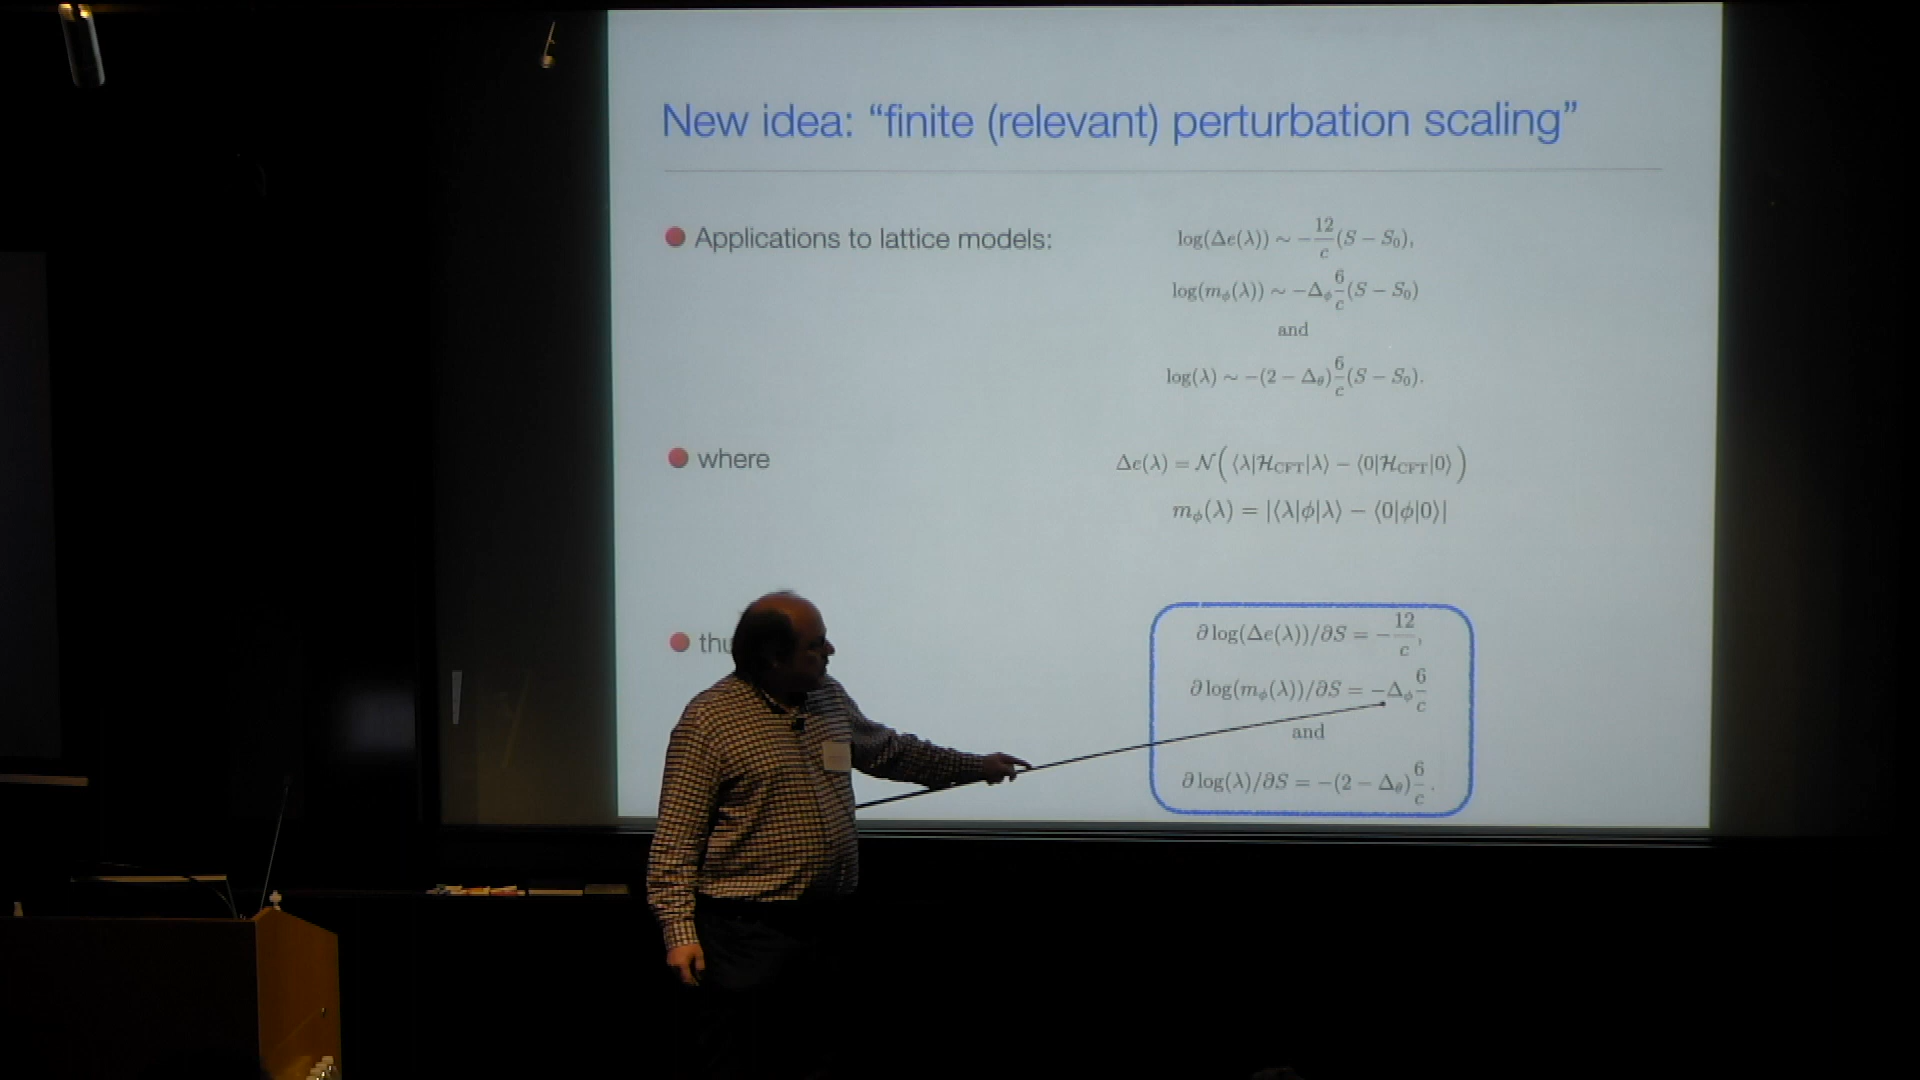 New idea: “finite (relevant) perturbation scaling”
Applications to lattice models:
log(Δe(λ)) ∼ −12/c (S − S₀),
log(m_ϕ(λ)) ∼ −Δ_ϕ 6/c (S − S₀)
and
log(λ) ∼ −(2 − Δ_θ) 6/c (S − S₀).
where
Δe(λ) = 𝒩(⟨λ|ℋ_CFT|λ⟩ − ⟨0|ℋ_CFT|0⟩)
m_ϕ(λ) = |⟨λ|ϕ|λ⟩ − ⟨0|ϕ|0⟩|
thu
∂ log(Δe(λ))/∂S = −12/c,
∂ log(m_ϕ(λ))/∂S = −Δ_ϕ 6/c
and
∂ log(λ)/∂S = −(2 − Δ_θ) 6/c.